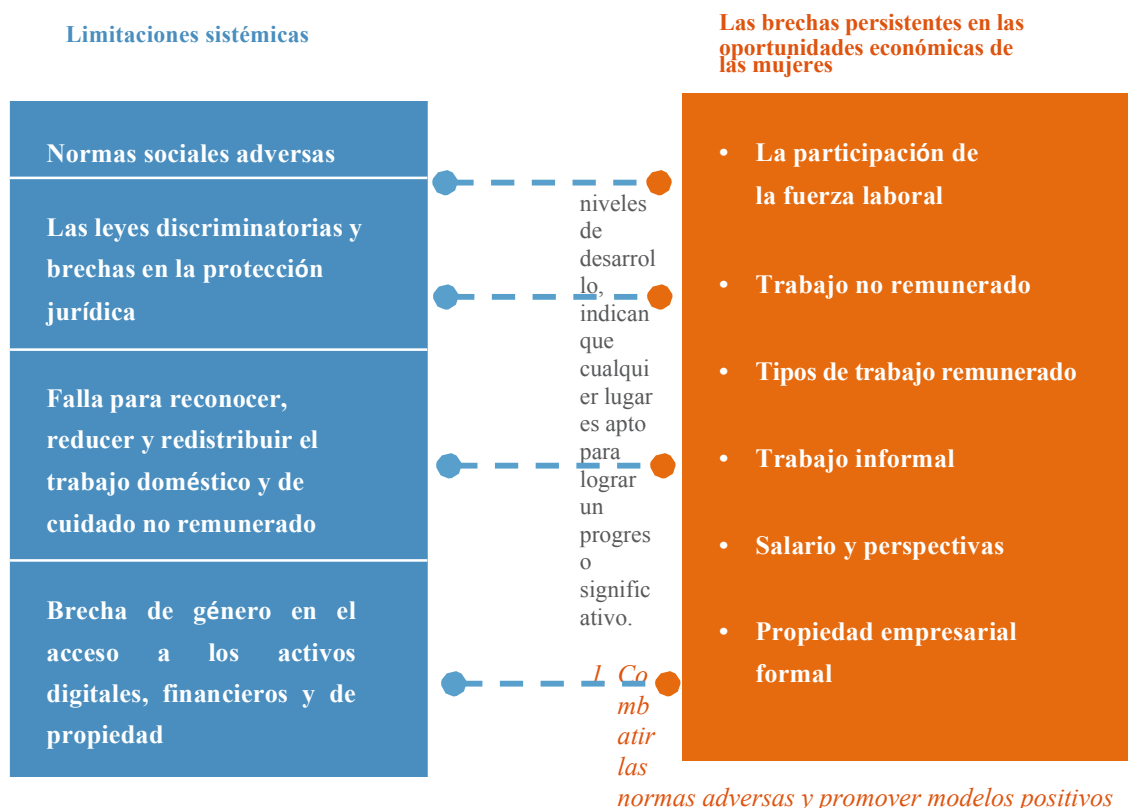 Limitaciones sistémicas
Normas sociales adversas
Las leyes discriminatorias y
brechas en la protección
jurídica
Falla para reconocer,
reducer y redistribuir el
trabajo doméstico y de
cuidado no remunerado
Brecha de género en el
acceso a los activos
digitales, financieros y de
propiedad
niveles
de
desarrol
lo,
indican
que
cualqui
er lugar
es apto
para
lograr
un
progres
o
signific
ativo.
1 Co
mb
atir
las
normas adversas y promover modelos positivos
Las brechas persistentes en las
oportunidades económicas de
las mujeres
• La participación de
la fuerza laboral
• Trabajo no remunerado
• Tipos de trabajo remunerado
• Trabajo informal
• Salario y perspectivas
• Propiedad empresarial
formal